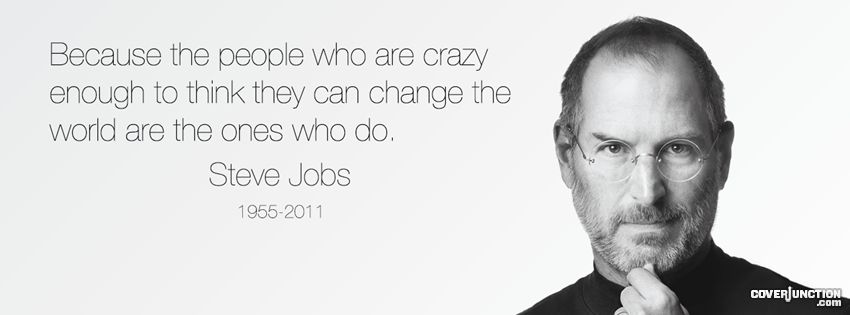 Because the people who are crazy
enough to think they can change the
world are the ones who do.
Steve Jobs
1955-2011
COVERJUNCTION
.com